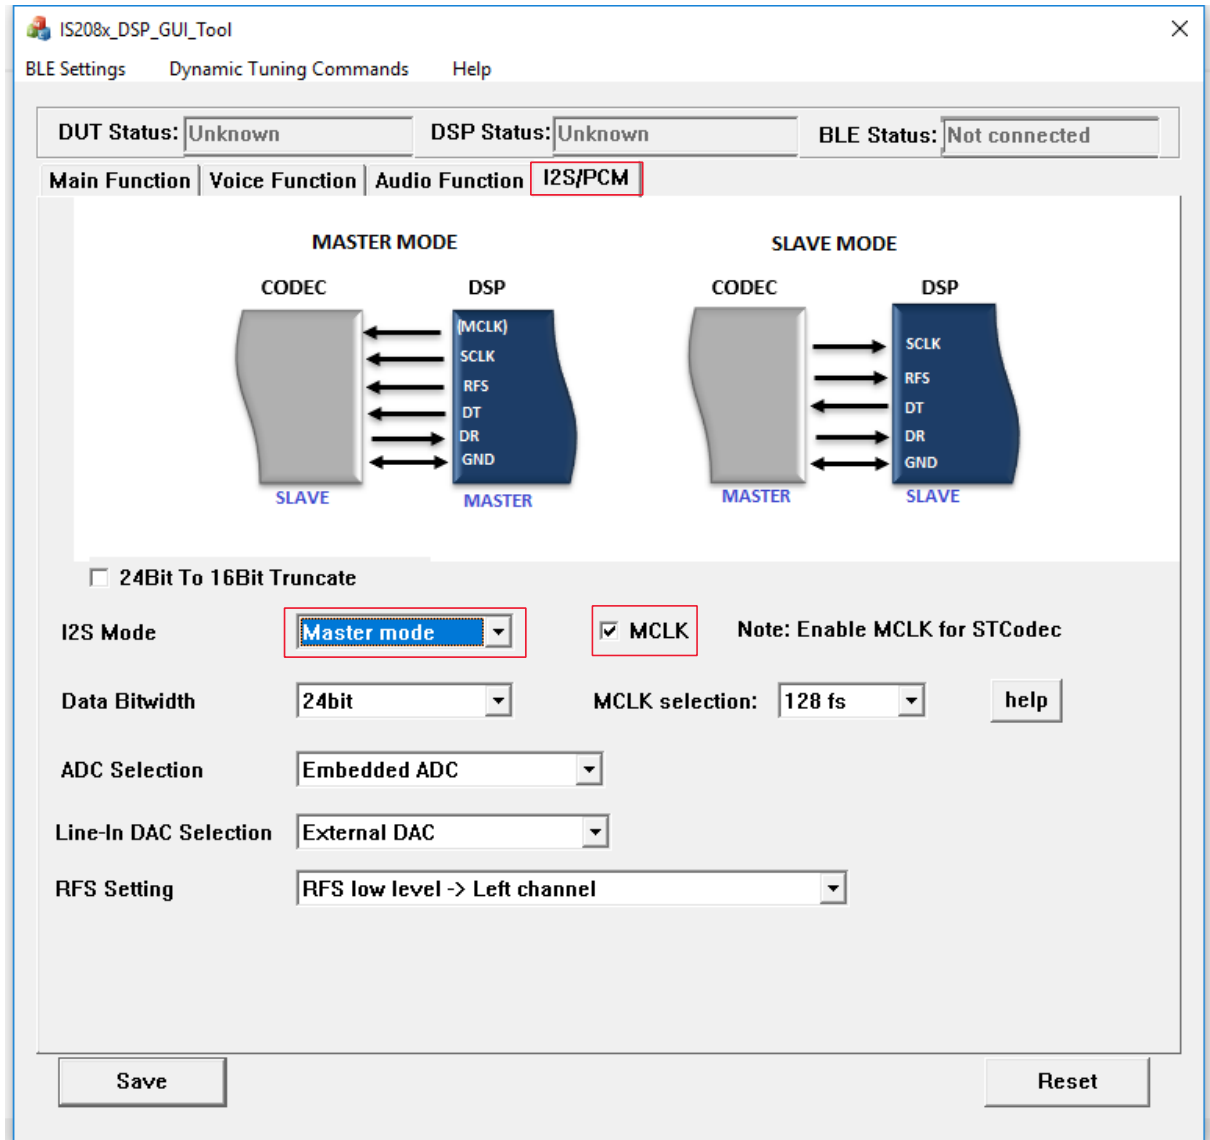 IS208x_DSP_GUI_Tool
BLE Settings Dynamic Tuning Commands Help
DUT Status: Unknown DSP Status: Unknown BLE Status: Not connected
Main Function Voice Function Audio Function I2S/PCM
MASTER MODE SLAVE MODE
CODEC DSP CODEC DSP
(MCLK)
SCLK SCLK
RFS RFS
DT DT
DR DR
GND GND
SLAVE MASTER MASTER SLAVE
24Bit To 16Bit Truncate
I2S Mode Master mode MCLK Note: Enable MCLK for STCodec
Data Bitwidth 24bit MCLK selection: 128 fs help
ADC Selection Embedded ADC
Line-In DAC Selection External DAC
RFS Setting RFS low level -> Left channel
Save Reset